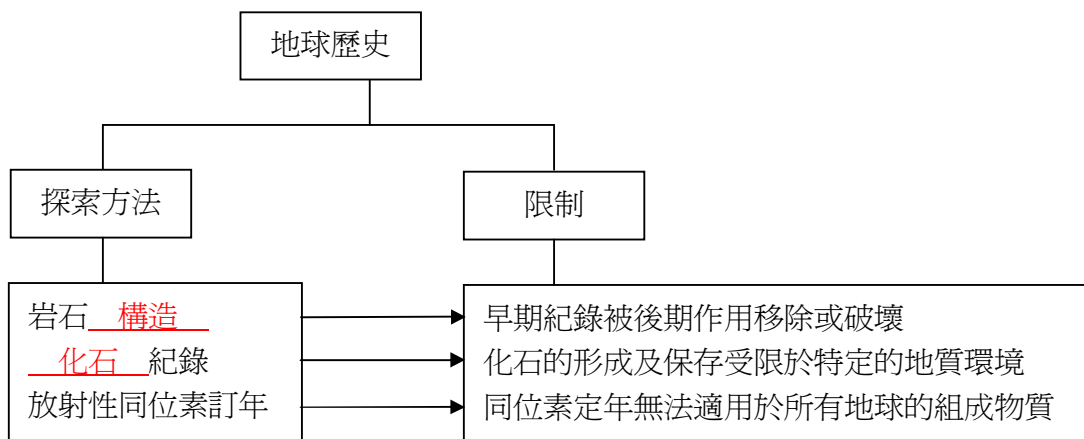 地球歷史
探索方法
限制
岩石 構造
化石 紀錄
放射性同位素訂年
早期紀錄被後期作用移除或破壞
化石的形成及保存受限於特定的地質環境
同位素定年無法適用於所有地球的組成物質